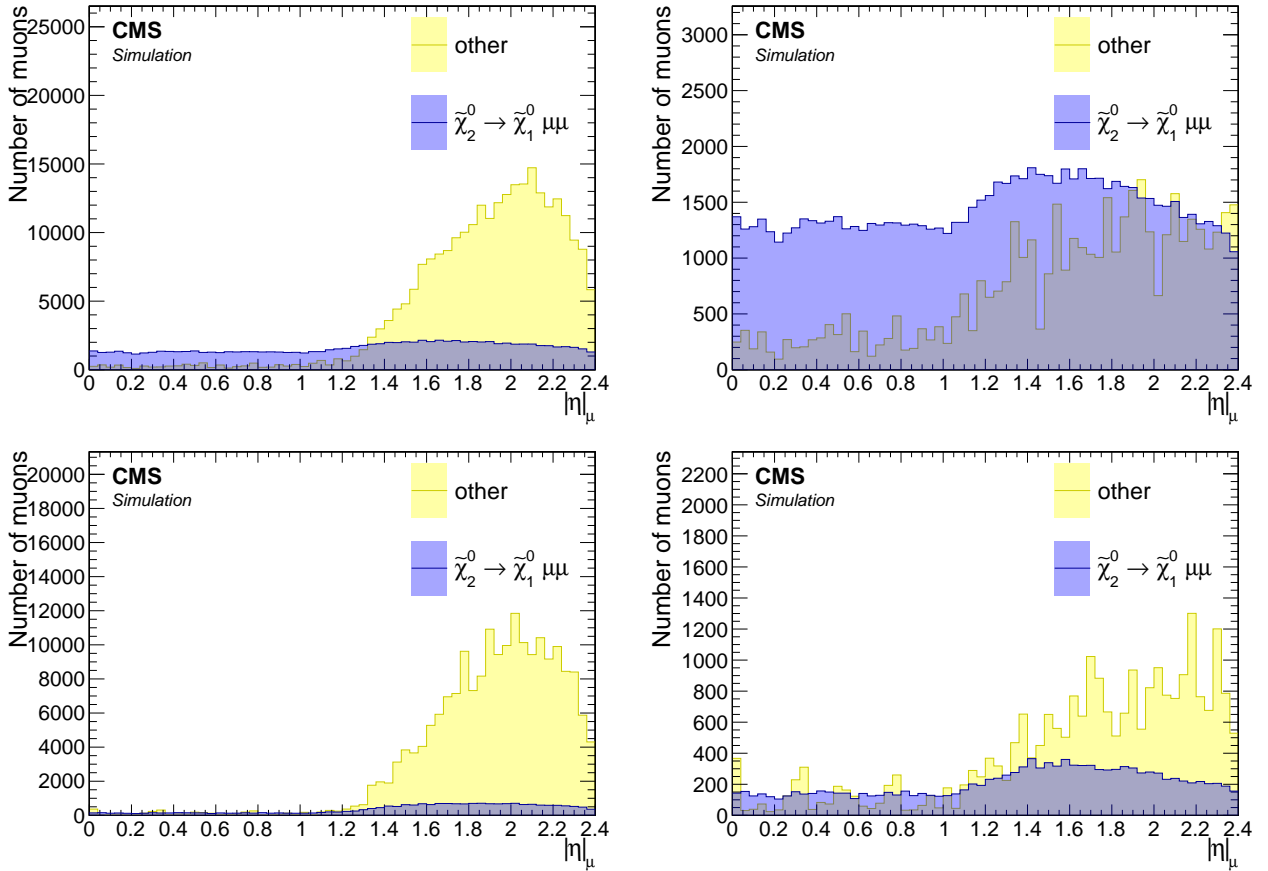 Number of muons
CMS
Simulation
other
χ̃⁰₂ → χ̃⁰₁ μμ
25000
20000
15000
10000
5000
0
0 0.2 0.4 0.6 0.8 1 1.2 1.4 1.6 1.8 2 2.2 2.4
|η|μ
Number of muons
CMS
Simulation
other
χ̃⁰₂ → χ̃⁰₁ μμ
3000
2500
2000
1500
1000
500
0
0 0.2 0.4 0.6 0.8 1 1.2 1.4 1.6 1.8 2 2.2 2.4
|η|μ
Number of muons
CMS
Simulation
other
χ̃⁰₂ → χ̃⁰₁ μμ
20000
18000
16000
14000
12000
10000
8000
6000
4000
2000
0
0 0.2 0.4 0.6 0.8 1 1.2 1.4 1.6 1.8 2 2.2 2.4
|η|μ
Number of muons
CMS
Simulation
other
χ̃⁰₂ → χ̃⁰₁ μμ
2200
2000
1800
1600
1400
1200
1000
800
600
400
200
0
0 0.2 0.4 0.6 0.8 1 1.2 1.4 1.6 1.8 2 2.2 2.4
|η|μ